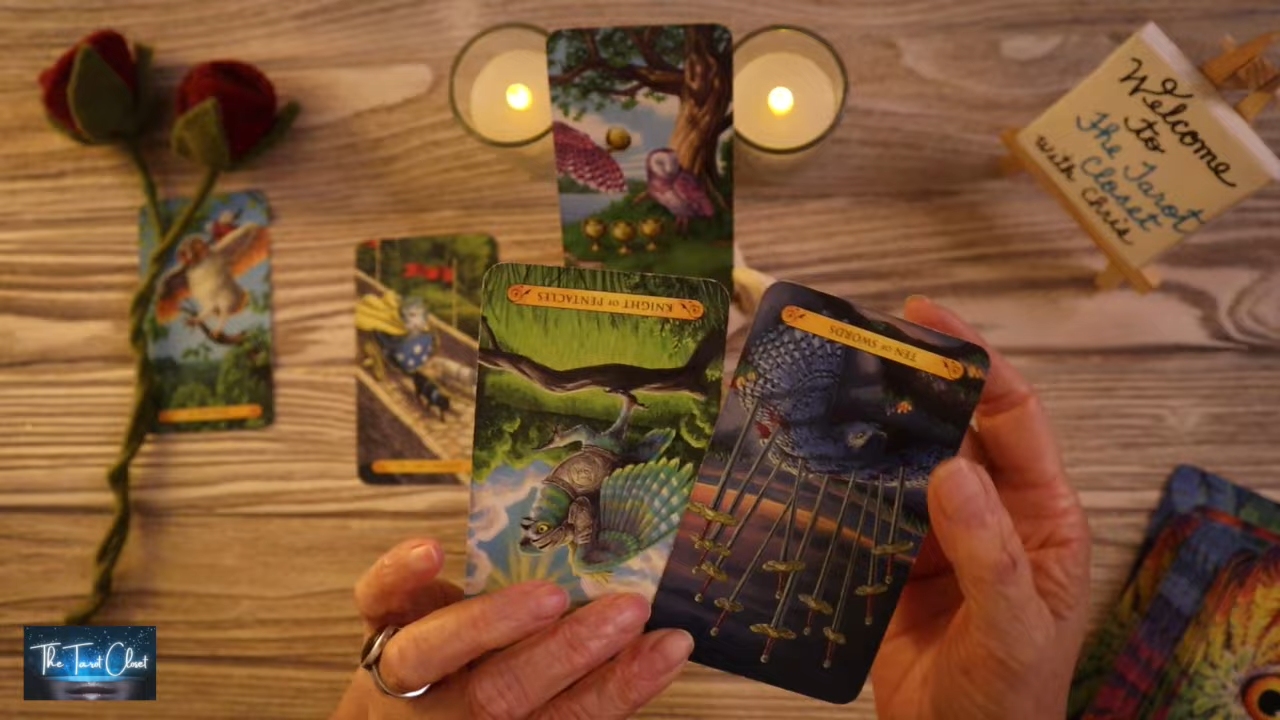 Welcome
To
The Tarot
Closet
with Chris
KNIGHT OF PENTACLES
TEN OF SWORDS
The Tarot Closet